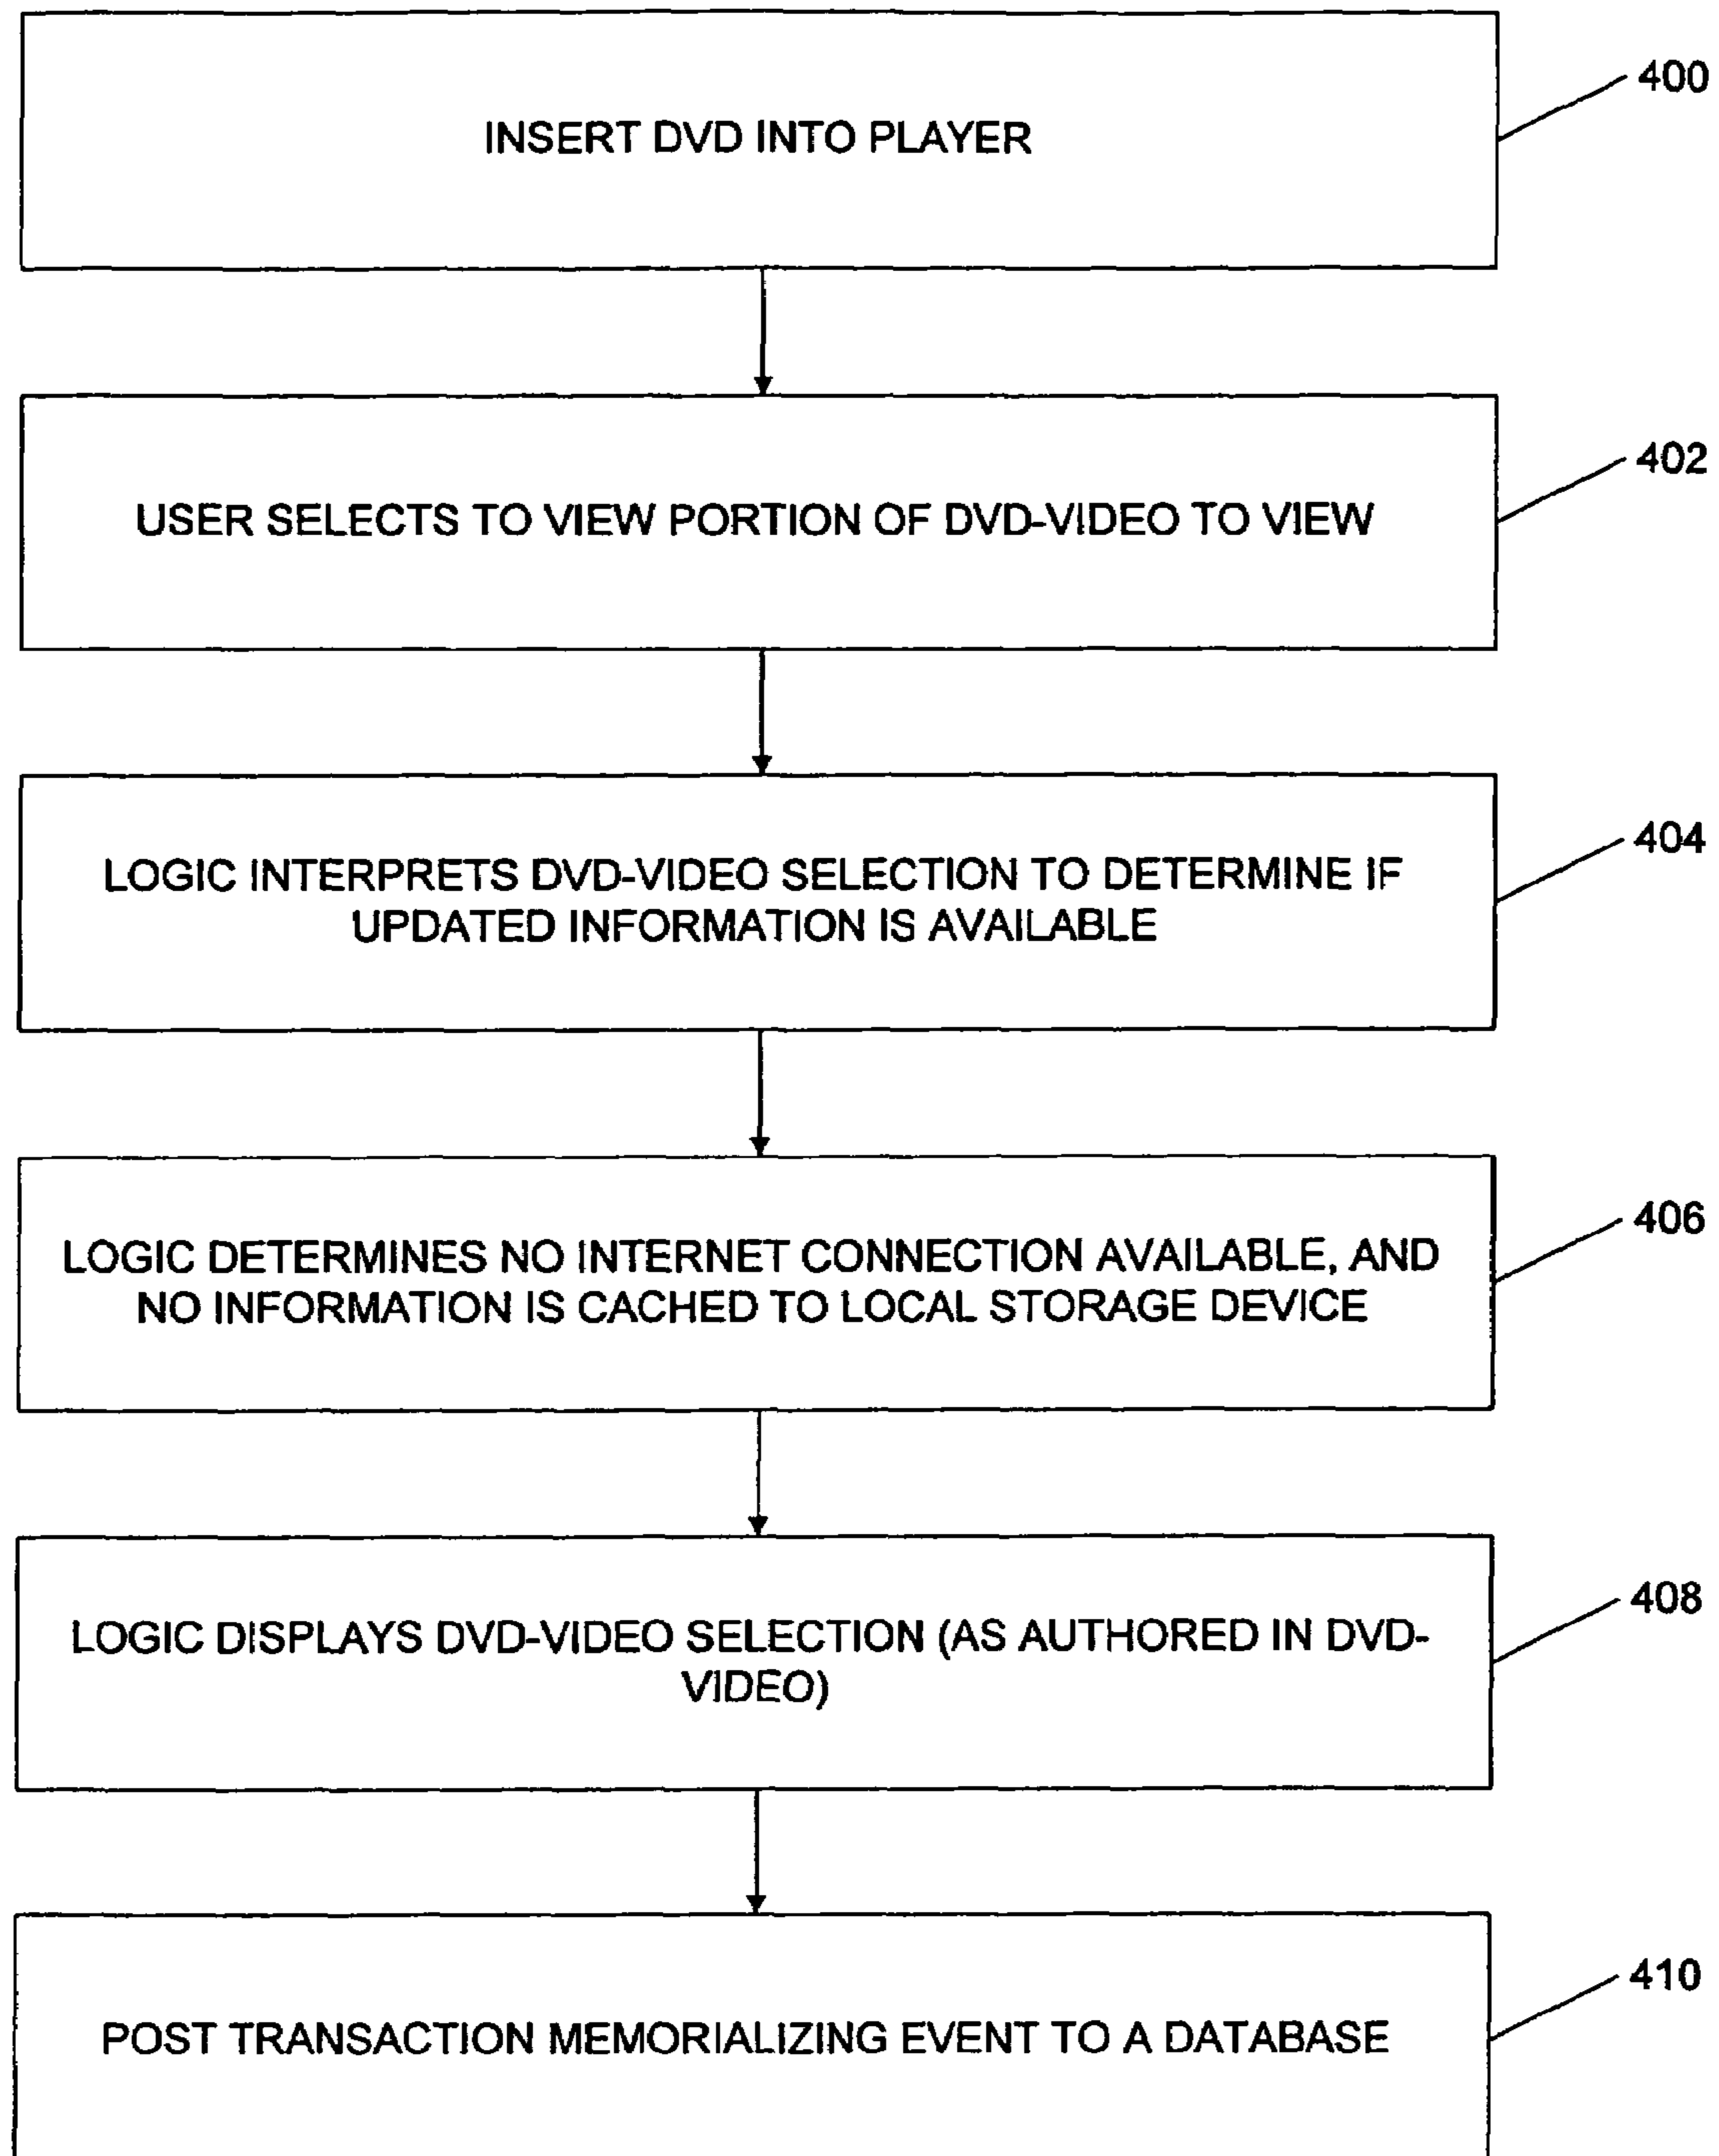 INSERT DVD INTO PLAYER
400
USER SELECTS TO VIEW PORTION OF DVD-VIDEO TO VIEW
402
LOGIC INTERPRETS DVD-VIDEO SELECTION TO DETERMINE IF
UPDATED INFORMATION IS AVAILABLE
404
LOGIC DETERMINES NO INTERNET CONNECTION AVAILABLE, AND
NO INFORMATION IS CACHED TO LOCAL STORAGE DEVICE
406
LOGIC DISPLAYS DVD-VIDEO SELECTION (AS AUTHORED IN DVD-
VIDEO)
408
POST TRANSACTION MEMORIALIZING EVENT TO A DATABASE
410